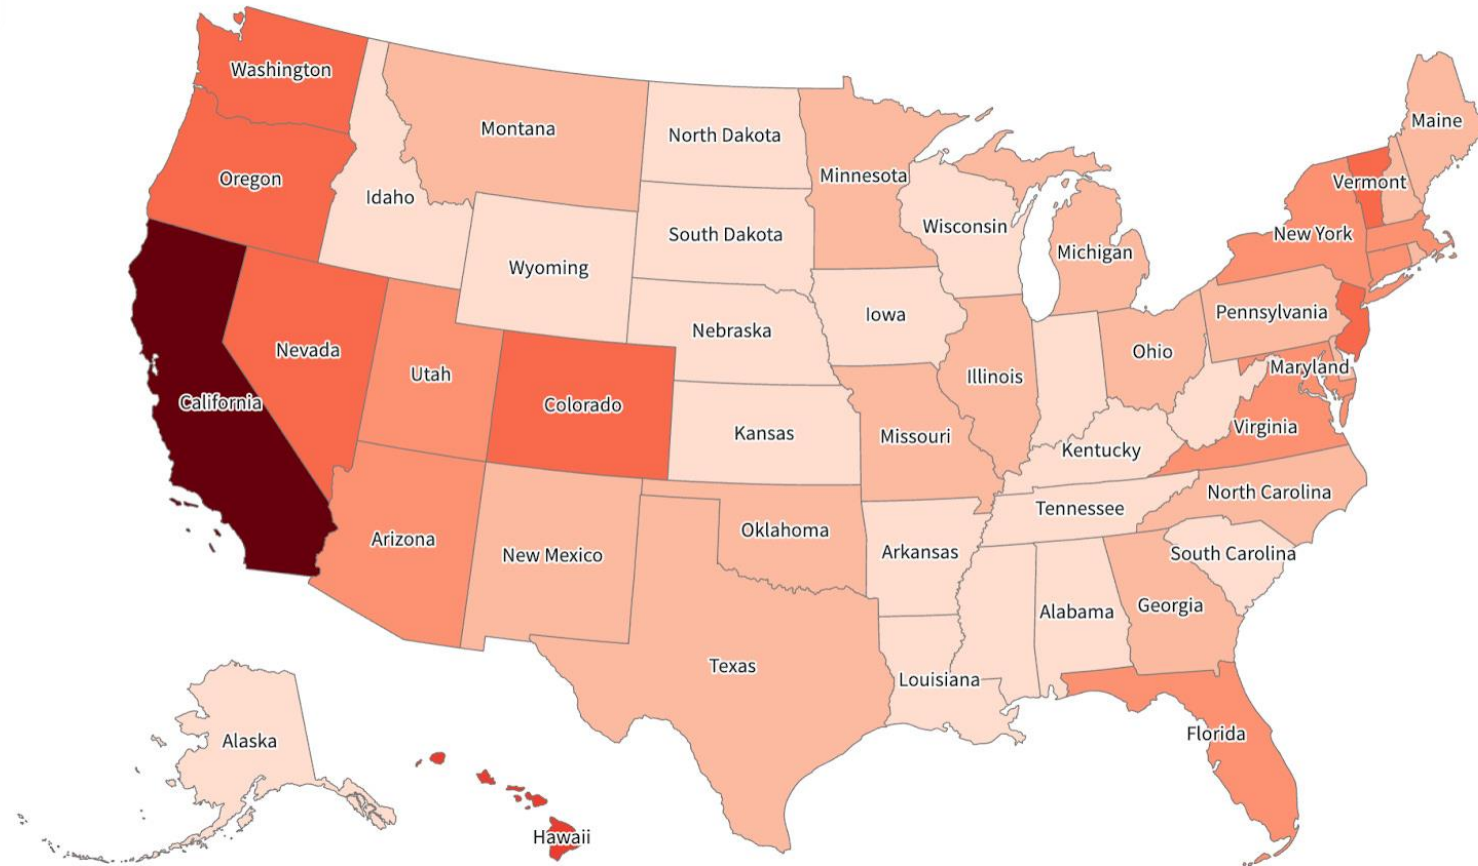 Washington
Montana
North Dakota
Minnesota
Maine
Oregon
Idaho
Vermont
South Dakota
Wisconsin
New York
Michigan
Wyoming
Nebraska
Iowa
Pennsylvania
Nevada
Utah
Ohio
Maryland
California
Colorado
Illinois
Kansas
Missouri
Virginia
Kentucky
North Carolina
Tennessee
Arizona
New Mexico
Oklahoma
Arkansas
South Carolina
Alabama
Georgia
Texas
Louisiana
Florida
Alaska
Hawaii